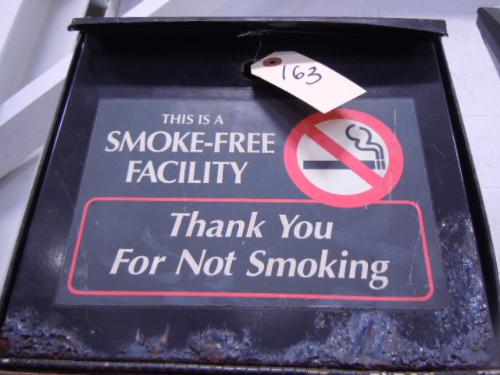 163
THIS IS A
SMOKE-FREE
FACILITY
Thank You
For Not Smoking